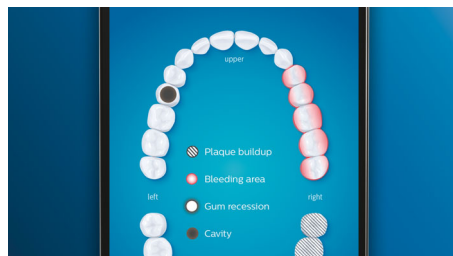 upper
Plaque buildup
Bleeding area
left
right
Gum recession
Cavity